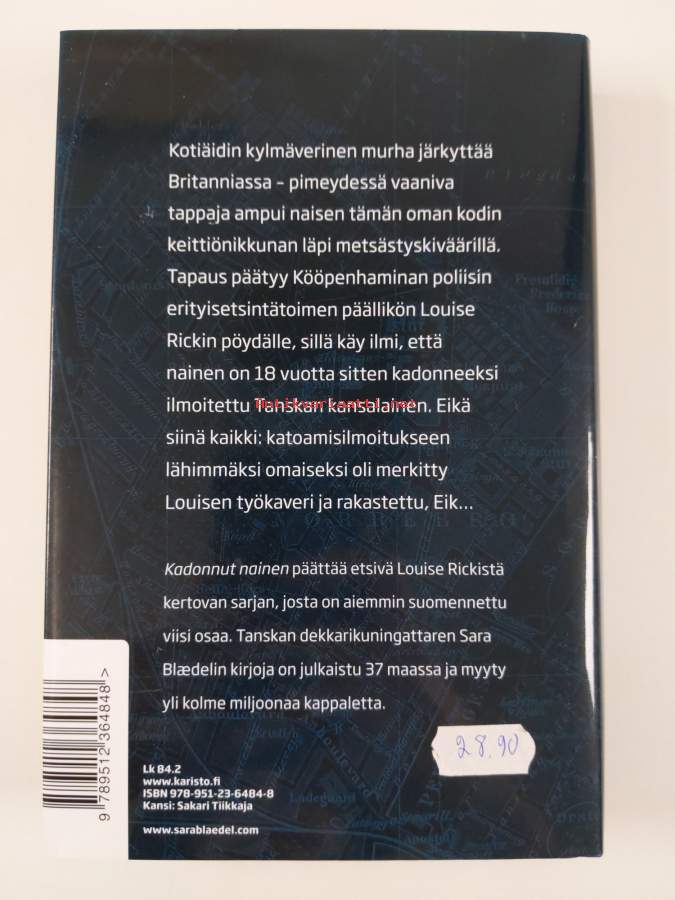 Kotiäidin kylmäverinen murha järkyttää
Britanniassa – pimeydessä vaaniva
tappaja ampui naisen tämän oman kodin
keittiönikkunan läpi metsästyskiväärillä.
Tapaus päätyy Kööpenhaminan poliisin
erityisetsintätoimen päällikön Louise
Rickin pöydälle, sillä käy ilmi, että
nainen on 18 vuotta sitten kadonneeksi
ilmoitettu Tanskan kansalainen. Eikä
siinä kaikki: katoamisilmoitukseen
lähimmäksi omaiseksi oli merkitty
Louisen työkaveri ja rakastettu, Eik...
Kadonnut nainen päättää etsivä Louise Rickistä
kertovan sarjan, josta on aiemmin suomennettu
viisi osaa. Tanskan dekkarikuningattaren Sara
Blædelin kirjoja on julkaistu 37 maassa ja myyty
yli kolme miljoonaa kappaletta.
28.90
Lk 84.2
www.karisto.fi
ISBN 978-951-23-6484-8
Kansi: Sakari Tiikkaja
www.sarablaedel.com
9 789512 364848 >
antikvariaatti.net
Ladegaard